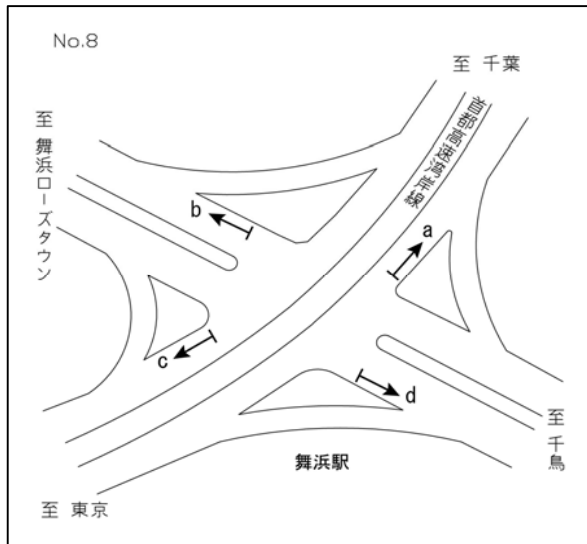 No.8
至 千葉
首都高速湾岸線
至 舞浜ローズタウン
b
a
c
d
舞浜駅
至 千鳥
至 東京